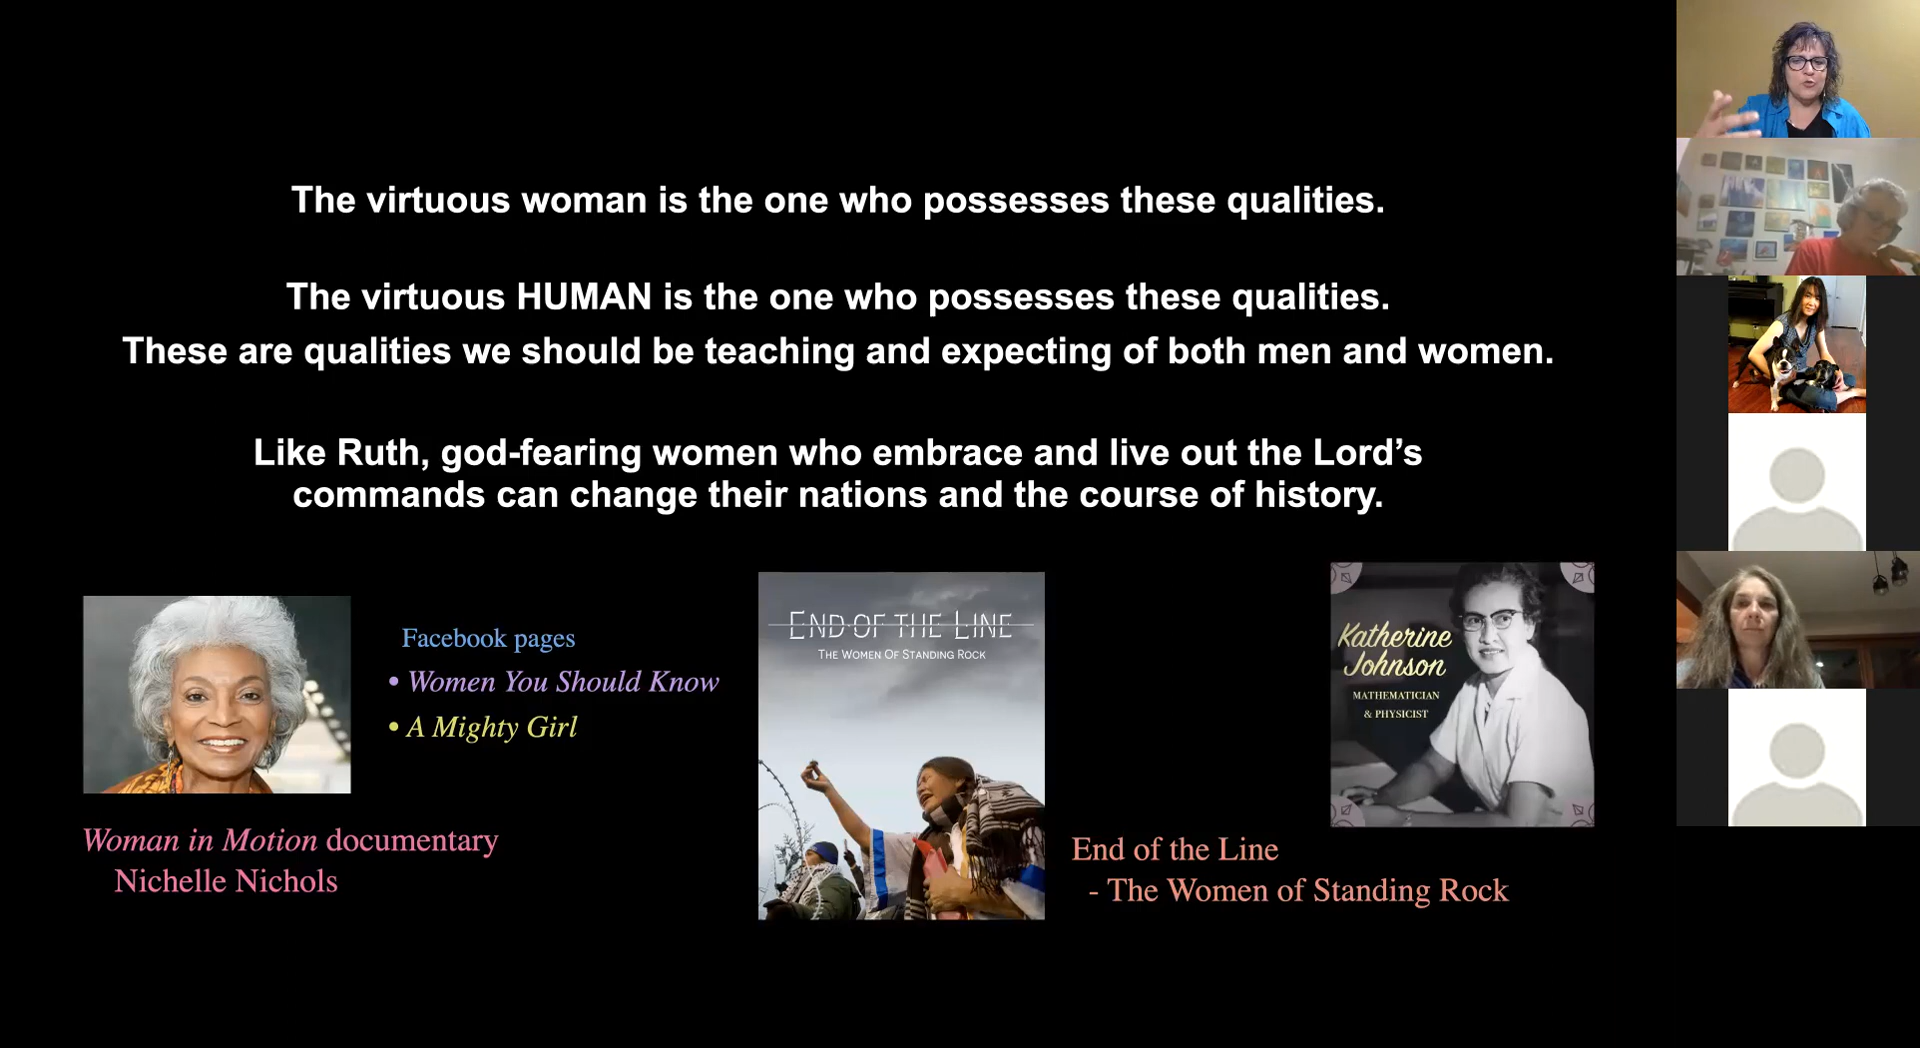 The virtuous woman is the one who possesses these qualities.
The virtuous HUMAN is the one who possesses these qualities.
These are qualities we should be teaching and expecting of both men and women.
Like Ruth, god-fearing women who embrace and live out the Lord’s
commands can change their nations and the course of history.
Facebook pages
• Women You Should Know
• A Mighty Girl
Woman in Motion documentary
Nichelle Nichols
END OF THE LINE
THE WOMEN OF STANDING ROCK
End of the Line
- The Women of Standing Rock
Katherine
Johnson
MATHEMATICIAN
& PHYSICIST